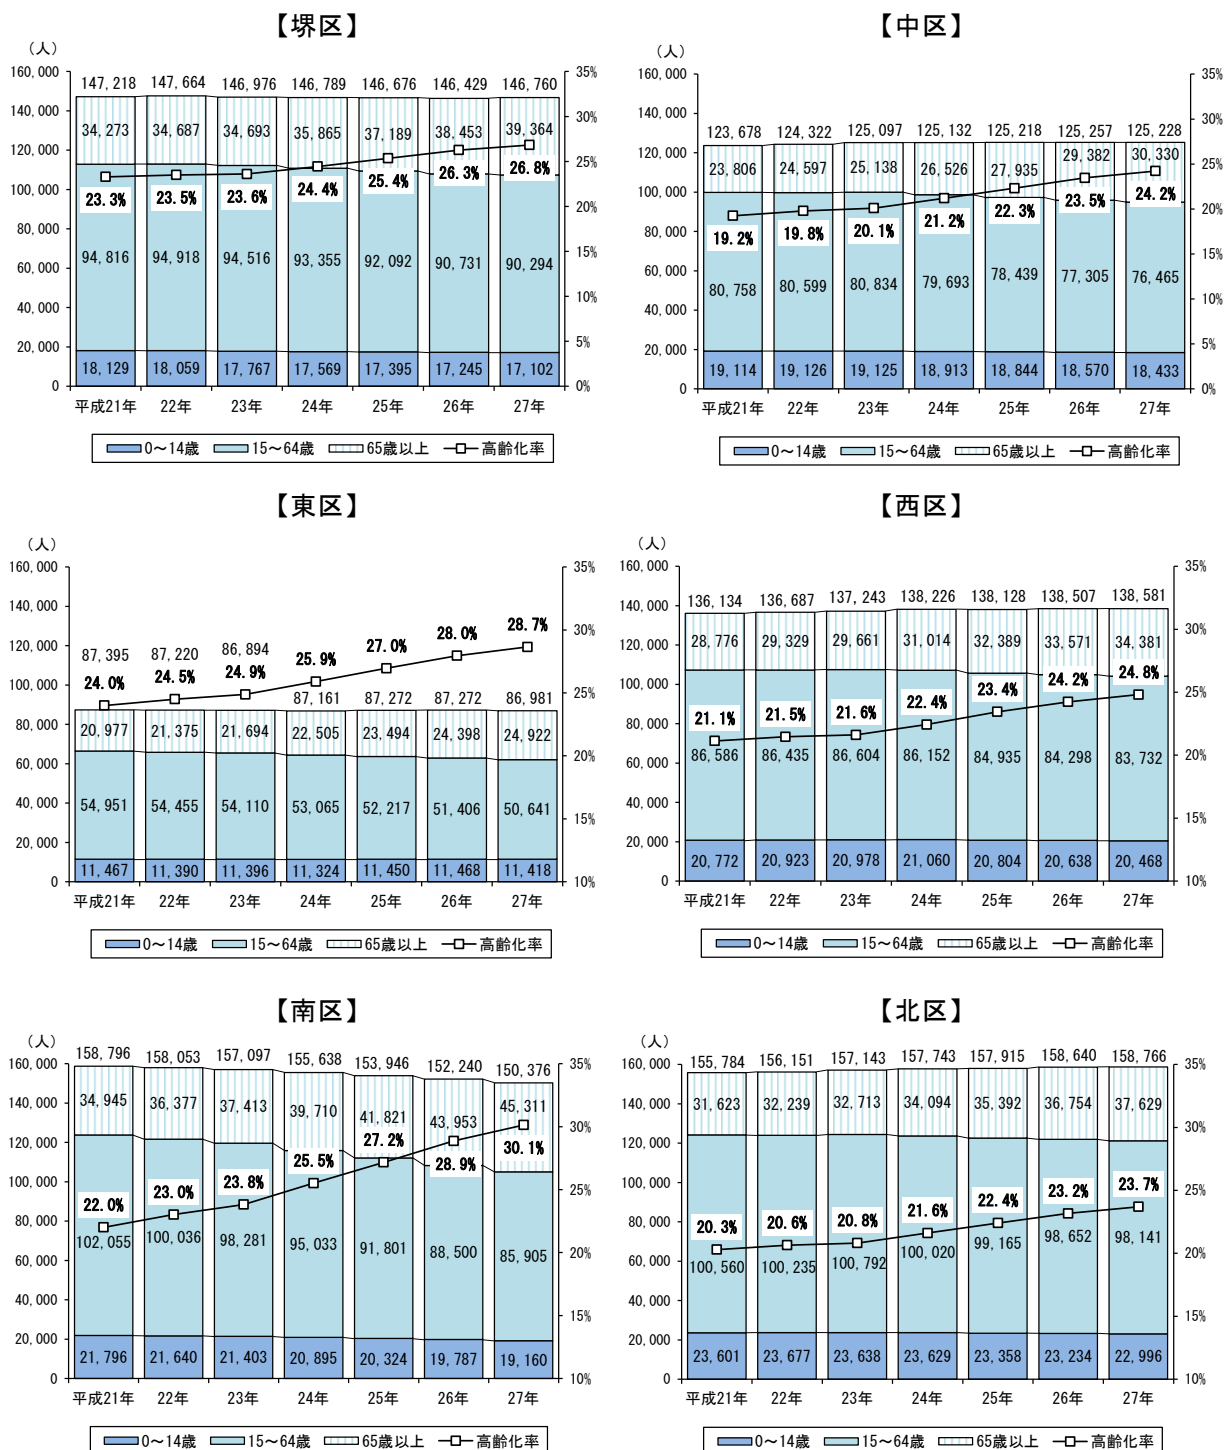 【堺区】
(人)
160,000
140,000
120,000
100,000
80,000
60,000
40,000
20,000
0
35%
30%
25%
20%
15%
10%
5%
0%
147,218 147,664 146,976 146,789 146,676 146,429 146,760
34,273 34,687 34,693 35,865 37,189 38,453 39,364
23.3% 23.5% 23.6% 24.4% 25.4% 26.3% 26.8%
94,816 94,918 94,516 93,355 92,092 90,731 90,294
18,129 18,059 17,767 17,569 17,395 17,245 17,102
平成21年 22年 23年 24年 25年 26年 27年
0～14歳 15～64歳 65歳以上 高齢化率
【中区】
(人)
160,000
140,000
120,000
100,000
80,000
60,000
40,000
20,000
0
35%
30%
25%
20%
15%
10%
5%
0%
123,678 124,322 125,097 125,132 125,218 125,257 125,228
23,806 24,597 25,138 26,526 27,935 29,382 30,330
19.2% 19.8% 20.1% 21.2% 22.3% 23.5% 24.2%
80,758 80,599 80,834 79,693 78,439 77,305 76,465
19,114 19,126 19,125 18,913 18,844 18,570 18,433
平成21年 22年 23年 24年 25年 26年 27年
0～14歳 15～64歳 65歳以上 高齢化率
【東区】
(人)
160,000
140,000
120,000
100,000
80,000
60,000
40,000
20,000
0
35%
30%
25%
20%
15%
10%
87,395 87,220 86,894 87,161 87,272 87,272 86,981
24.0% 24.5% 24.9% 25.9% 27.0% 28.0% 28.7%
20,977 21,375 21,694 22,505 23,494 24,398 24,922
54,951 54,455 54,110 53,065 52,217 51,406 50,641
11,467 11,390 11,396 11,324 11,450 11,468 11,418
平成21年 22年 23年 24年 25年 26年 27年
0～14歳 15～64歳 65歳以上 高齢化率
【西区】
(人)
160,000
140,000
120,000
100,000
80,000
60,000
40,000
20,000
0
35%
30%
25%
20%
15%
10%
136,134 136,687 137,243 138,226 138,128 138,507 138,581
28,776 29,329 29,661 31,014 32,389 33,571 34,381
21.1% 21.5% 21.6% 22.4% 23.4% 24.2% 24.8%
86,586 86,435 86,604 86,152 84,935 84,298 83,732
20,772 20,923 20,978 21,060 20,804 20,638 20,468
平成21年 22年 23年 24年 25年 26年 27年
0～14歳 15～64歳 65歳以上 高齢化率
【南区】
(人)
160,000
140,000
120,000
100,000
80,000
60,000
40,000
20,000
0
35%
30%
25%
20%
15%
10%
158,796 158,053 157,097 155,638 153,946 152,240 150,376
34,945 36,377 37,413 39,710 41,821 43,953 45,311
22.0% 23.0% 23.8% 25.5% 27.2% 28.9% 30.1%
102,055 100,036 98,281 95,033 91,801 88,500 85,905
21,796 21,640 21,403 20,895 20,324 19,787 19,160
平成21年 22年 23年 24年 25年 26年 27年
0～14歳 15～64歳 65歳以上 高齢化率
【北区】
(人)
160,000
140,000
120,000
100,000
80,000
60,000
40,000
20,000
0
35%
30%
25%
20%
15%
10%
155,784 156,151 157,143 157,743 157,915 158,640 158,766
31,623 32,239 32,713 34,094 35,392 36,754 37,629
20.3% 20.6% 20.8% 21.6% 22.4% 23.2% 23.7%
100,560 100,235 100,792 100,020 99,165 98,652 98,141
23,601 23,677 23,638 23,629 23,358 23,234 22,996
平成21年 22年 23年 24年 25年 26年 27年
0～14歳 15～64歳 65歳以上 高齢化率